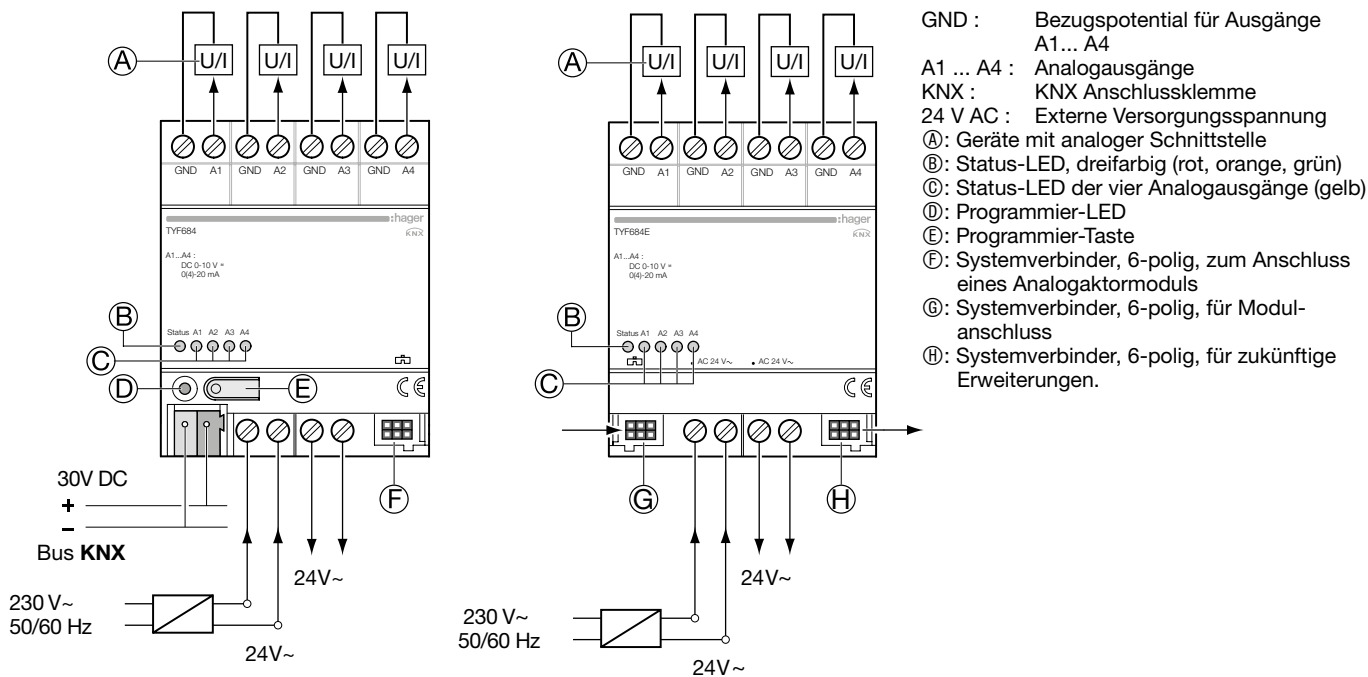 A
U/I U/I U/I U/I
GND A1 GND A2 GND A3 GND A4
:hager
TYF684
KNX
A1...A4 :
DC 0-10 V =
0(4)-20 mA
B
Status A1 A2 A3 A4
C
D
E
CE
F
30V DC
+
–
Bus KNX
24V~
230 V~
50/60 Hz
24V~
A
U/I U/I U/I U/I
GND A1 GND A2 GND A3 GND A4
:hager
TYF684E
KNX
A1...A4 :
DC 0-10 V =
0(4)-20 mA
B
Status A1 A2 A3 A4
• AC 24 V~ • AC 24 V~
C
CE
G
H
24V~
230 V~
50/60 Hz
24V~
GND : Bezugspotential für Ausgänge
A1... A4
A1 ... A4 : Analogausgänge
KNX : KNX Anschlussklemme
24 V AC : Externe Versorgungsspannung
Ⓐ: Geräte mit analoger Schnittstelle
Ⓑ: Status-LED, dreifarbig (rot, orange, grün)
Ⓒ: Status-LED der vier Analogausgänge (gelb)
Ⓓ: Programmier-LED
Ⓔ: Programmier-Taste
Ⓕ: Systemverbinder, 6-polig, zum Anschluss
eines Analogaktormoduls
Ⓖ: Systemverbinder, 6-polig, für Modul-
anschluss
Ⓗ: Systemverbinder, 6-polig, für zukünftige
Erweiterungen.